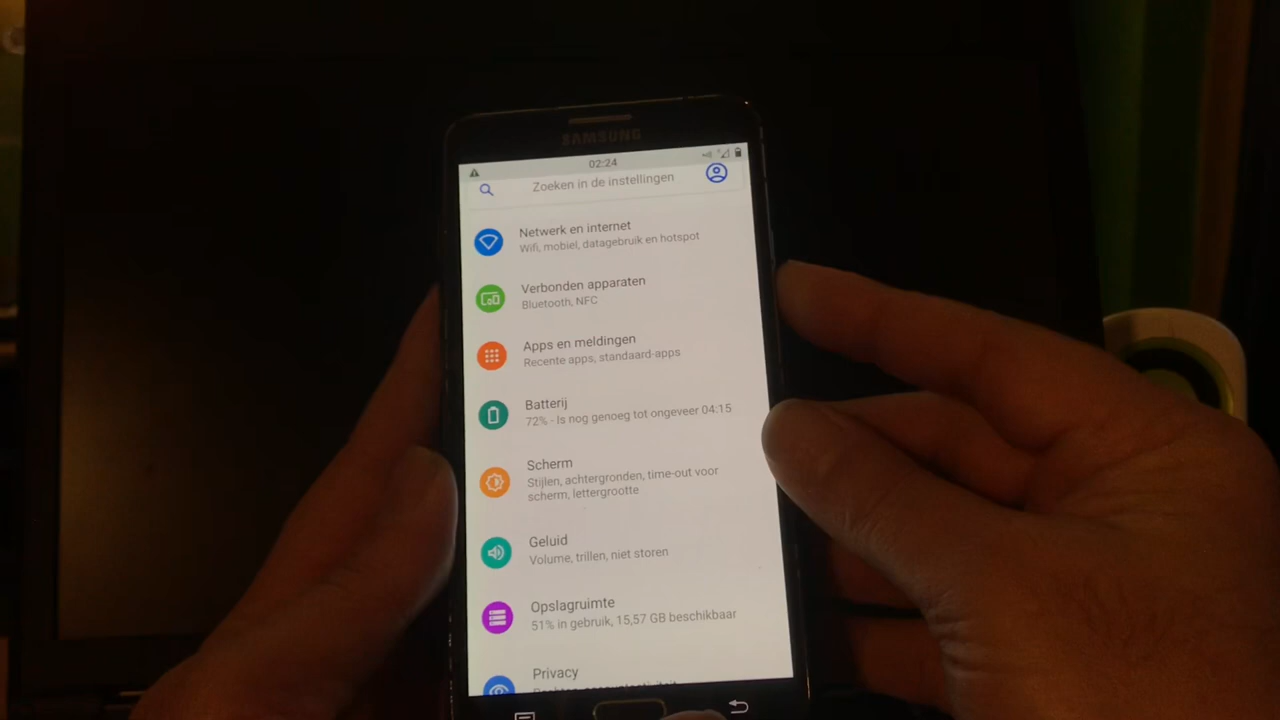 SAMSUNG
02:24
Zoeken in de instellingen
Netwerk en internet
Wifi, mobiel, datagebruik en hotspot
Verbonden apparaten
Bluetooth, NFC
Apps en meldingen
Recente apps, standaard-apps
Batterij
72% - Is nog genoeg tot ongeveer 04:15
Scherm
Stijlen, achtergronden, time-out voor
scherm, lettergrootte
Geluid
Volume, trillen, niet storen
Opslagruimte
51% in gebruik, 15,57 GB beschikbaar
Privacy